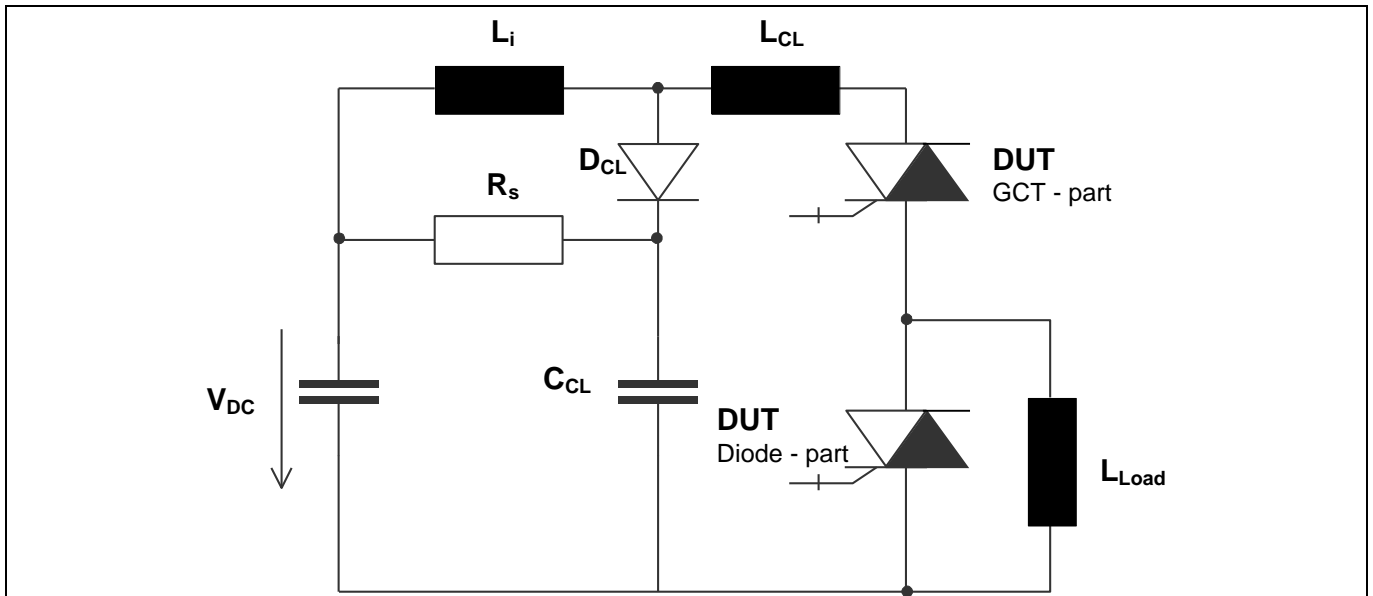 Li
LCL
DCL
DUT
GCT - part
Rs
VDC
CCL
DUT
Diode - part
LLoad